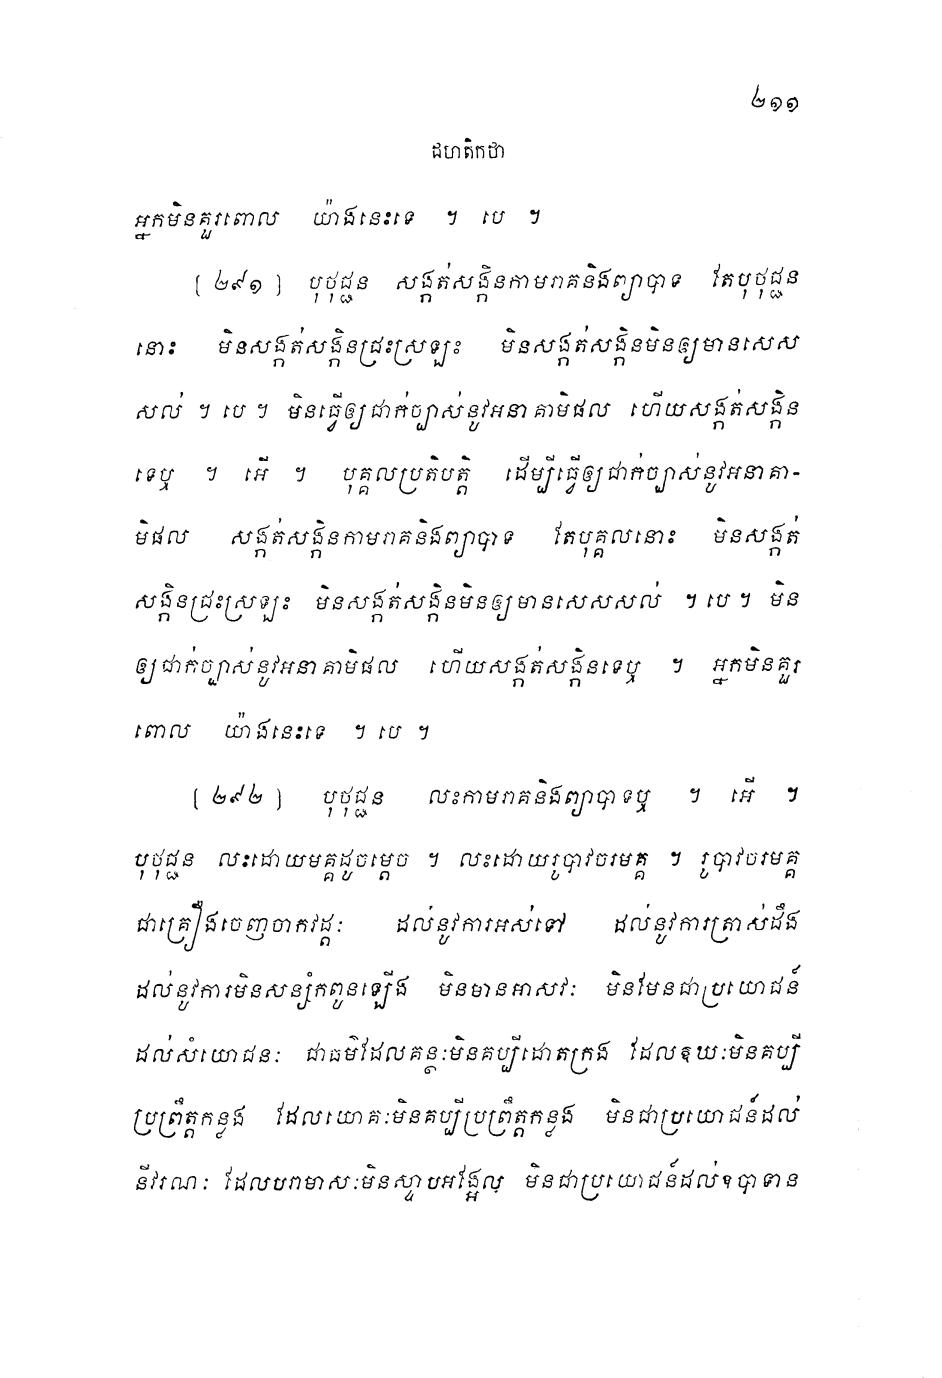 ២១១
ជហតិកថា
អ្នកមិនគួរពោល យ៉ាងនេះទេ ។ បេ ។
[ ២៩១ ] បុថុជ្ជន សង្កត់សង្កិនកាមរាគនិងព្យាបាទ តែបុថុជ្ជន
នោះ មិនសង្កត់សង្កិនជ្រះស្រឡះ មិនសង្កត់សង្កិនមិនឲ្យមានសេស
សល់ ។ បេ ។ មិនធ្វើឲ្យជាក់ច្បាស់នូវអនាគាមិផល ហើយសង្កត់សង្កិន
ទេឬ ។ អើ ។ បុគ្គលប្រតិបត្តិ ដើម្បីធ្វើឲ្យជាក់ច្បាស់នូវអនាគា-
មិផល សង្កត់សង្កិនកាមរាគនិងព្យាបាទ តែបុគ្គលនោះ មិនសង្កត់
សង្កិនជ្រះស្រឡះ មិនសង្កត់សង្កិនមិនឲ្យមានសេសសល់ ។ បេ ។ មិន
ឲ្យជាក់ច្បាស់នូវអនាគាមិផល ហើយសង្កត់សង្កិនទេឬ ។ អ្នកមិនគួរ
ពោល យ៉ាងនេះទេ ។ បេ ។
[ ២៩២ ] បុថុជ្ជន លះកាមរាគនិងព្យាបាទឬ ។ អើ ។
បុថុជ្ជន លះដោយមគ្គដូចម្តេច ។ លះដោយរូបាវចរមគ្គ ។ រូបាវចរមគ្គ
ជាគ្រឿងចេញចាកវដ្តៈ ដល់នូវការអស់ទៅ ដល់នូវការត្រាស់ដឹង
ដល់នូវការមិនសន្សំកពូនឡើង មិនមានអាសវៈ មិនមែនជាប្រយោជន៍
ដល់សំយោជនៈ ជាធម៌ដែលគន្ថៈមិនគប្បីដោតក្រង ដែលឱឃៈមិនគប្បី
ប្រព្រឹត្តកន្លង ដែលយោគៈមិនគប្បីប្រព្រឹត្តកន្លង មិនជាប្រយោជន៍ដល់
នីវរណៈ ដែលបរាមាសៈមិនស្ទាបអង្អែល មិនជាប្រយោជន៍ដល់ឧបាទាន